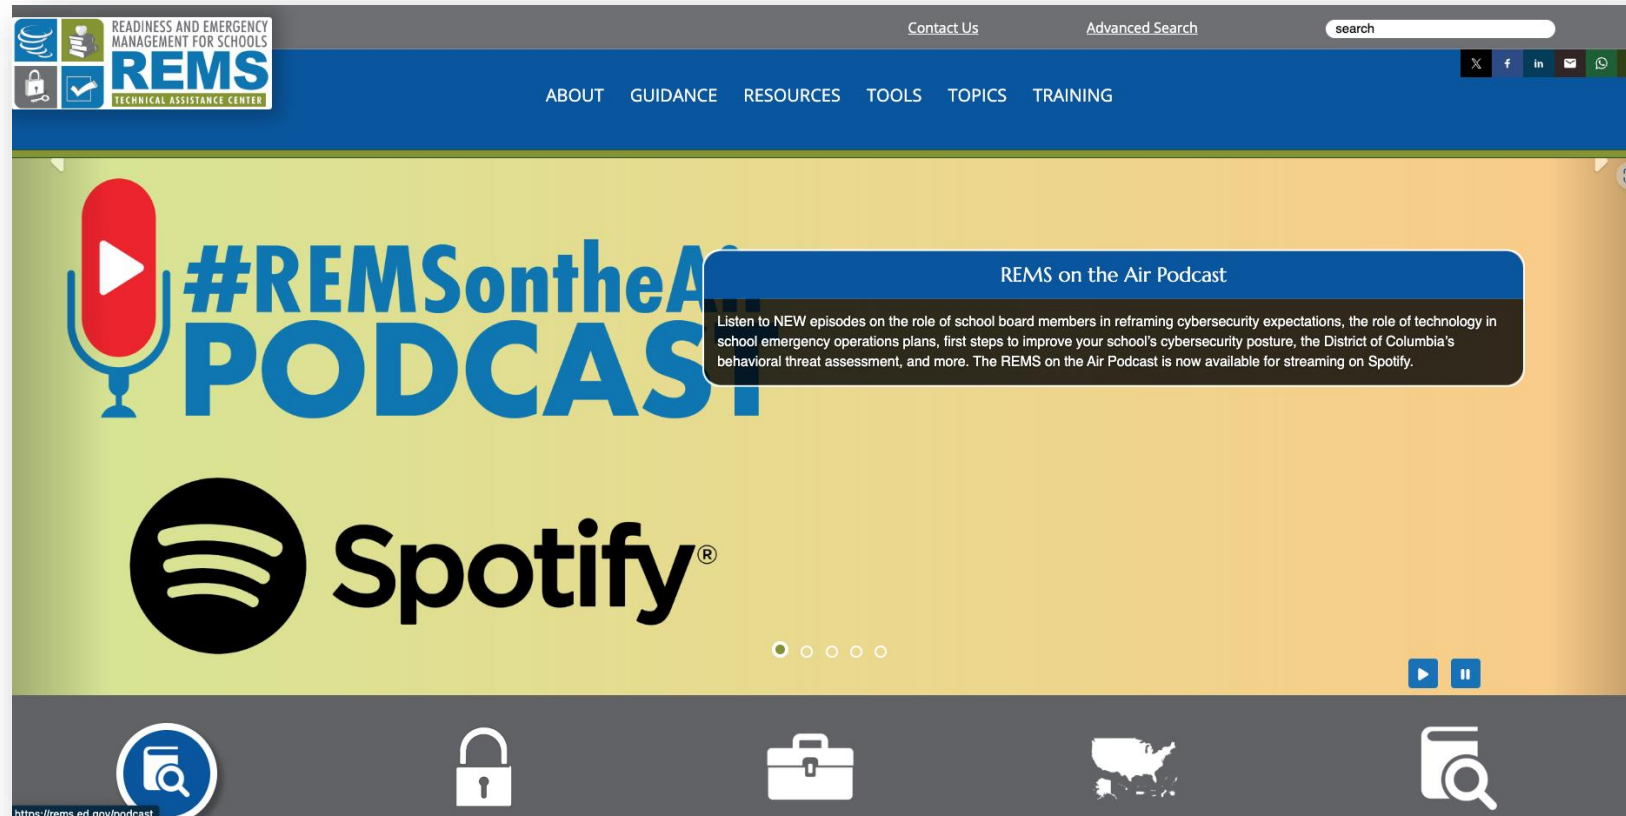 READINESS AND EMERGENCY
MANAGEMENT FOR SCHOOLS
REMS
TECHNICAL ASSISTANCE CENTER
Contact Us
Advanced Search
search
ABOUT
GUIDANCE
RESOURCES
TOOLS
TOPICS
TRAINING
#REMSontheAir
PODCAST
REMS on the Air Podcast
Listen to NEW episodes on the role of school board members in reframing cybersecurity expectations, the role of technology in
school emergency operations plans, first steps to improve your school's cybersecurity posture, the District of Columbia's
behavioral threat assessment, and more. The REMS on the Air Podcast is now available for streaming on Spotify.
Spotify®
https://rems.ed.gov/podcast